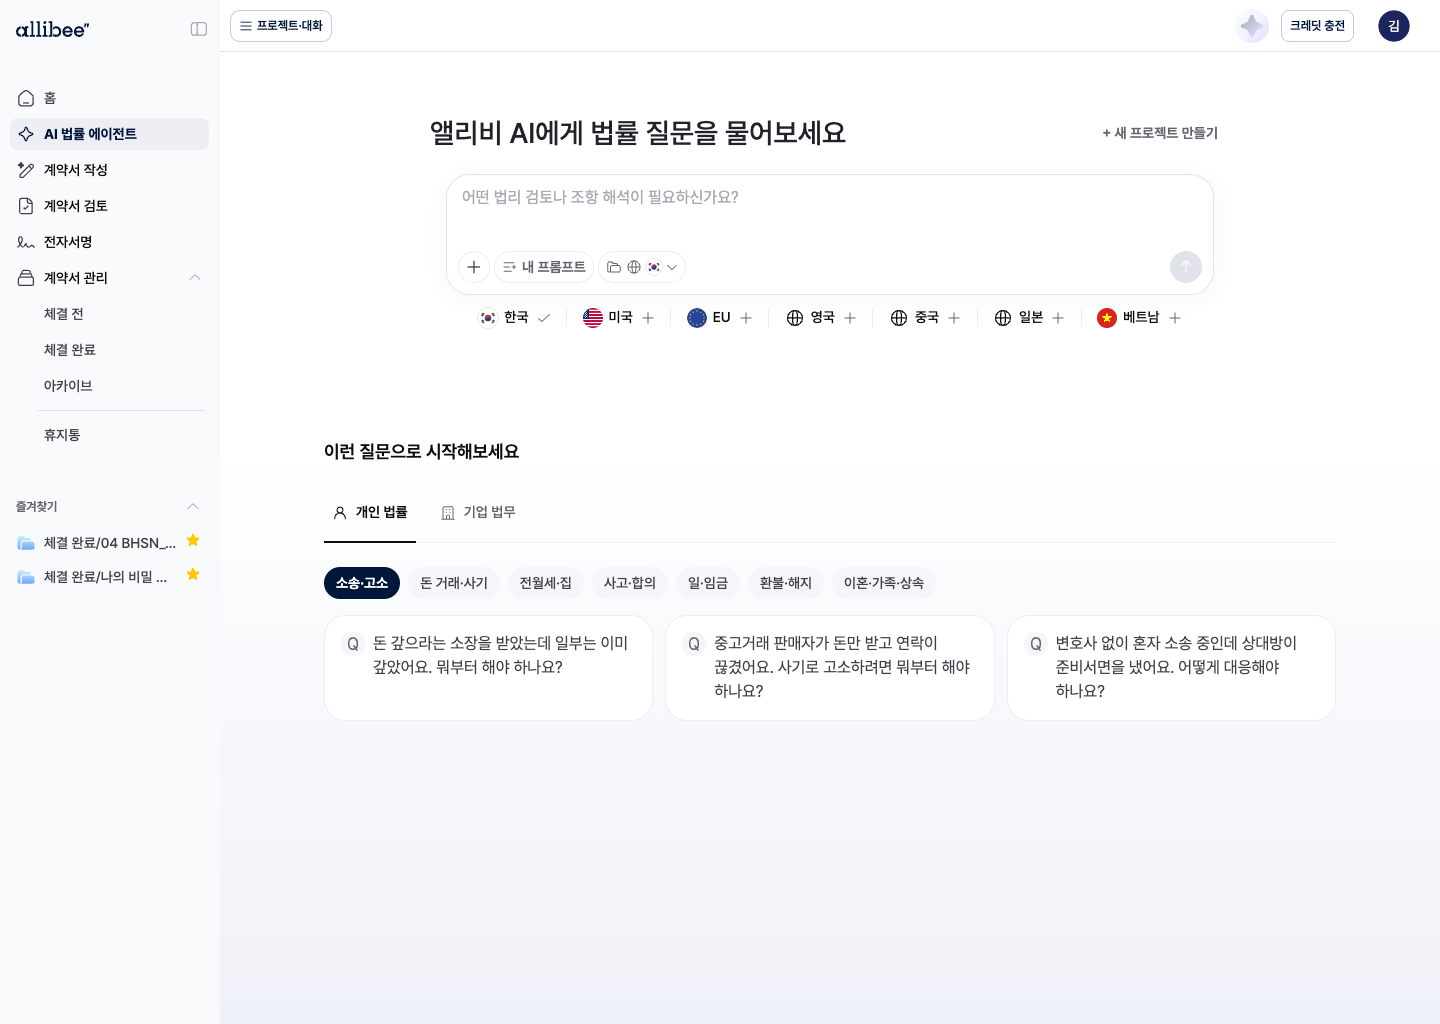 allibee
홈
AI 법률 에이전트
계약서 작성
계약서 검토
전자서명
계약서 관리
체결 전
체결 완료
아카이브
휴지통
즐겨찾기
체결 완료/04 BHSN_...
체결 완료/나의 비밀 ...
프로젝트·대화
크레딧 충전
김
앨리비 AI에게 법률 질문을 물어보세요
+ 새 프로젝트 만들기
어떤 법리 검토나 조항 해석이 필요하신가요?
내 프롬프트
한국
미국
EU
영국
중국
일본
베트남
이런 질문으로 시작해보세요
개인 법률
기업 법무
소송·고소
돈 거래·사기
전월세·집
사고·합의
일·임금
환불·해지
이혼·가족·상속
Q
돈 갚으라는 소장을 받았는데 일부는 이미
갚았어요. 뭐부터 해야 하나요?
Q
중고거래 판매자가 돈만 받고 연락이
끊겼어요. 사기로 고소하려면 뭐부터 해야
하나요?
Q
변호사 없이 혼자 소송 중인데 상대방이
준비서면을 냈어요. 어떻게 대응해야
하나요?